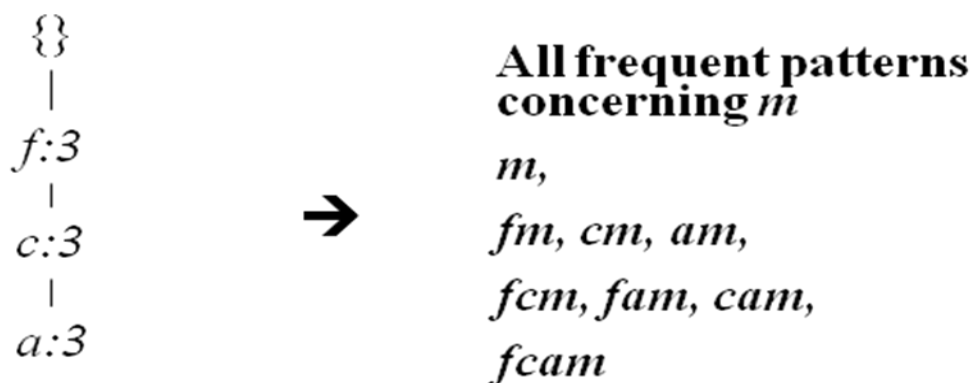 {}
f:3
c:3
a:3
All frequent patterns
concerning m
m,
fm, cm, am,
fcm, fam, cam,
fcam